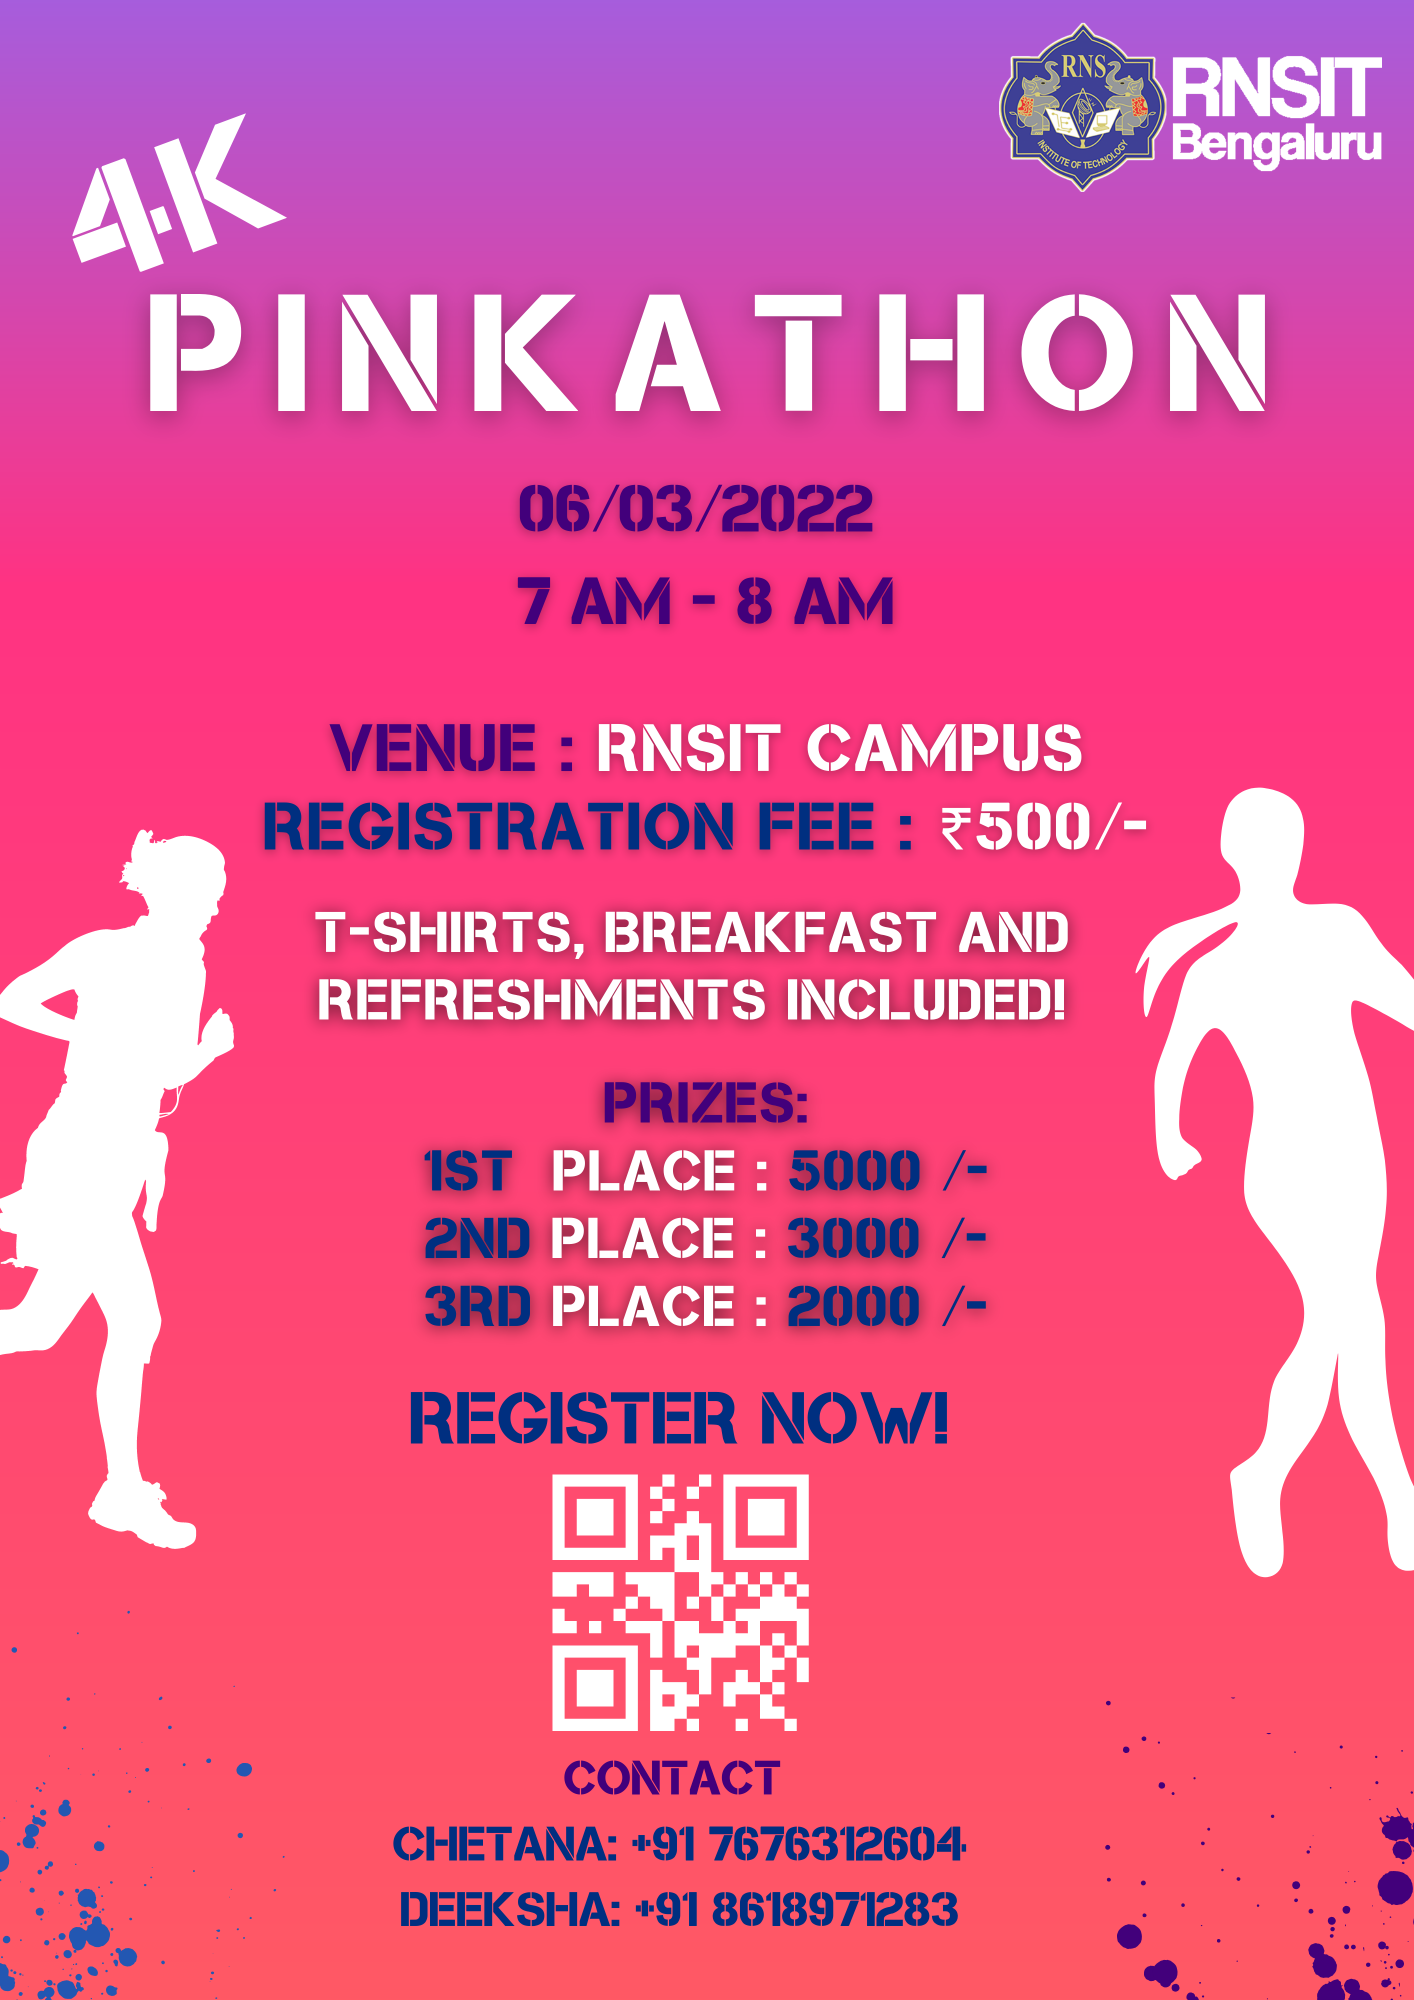 RNS
INSTITUTE OF TECHNOLOGY
RNSIT
Bengaluru
4K
PINKATHON
06/03/2022
7 AM - 8 AM
VENUE : RNSIT CAMPUS
REGISTRATION FEE : ₹500/-
T-SHIRTS, BREAKFAST AND
REFRESHMENTS INCLUDED!
PRIZES:
1ST PLACE : 5000 /-
2ND PLACE : 3000 /-
3RD PLACE : 2000 /-
REGISTER NOW!
CONTACT
CHETANA: +91 7676312604
DEEKSHA: +91 8618971283